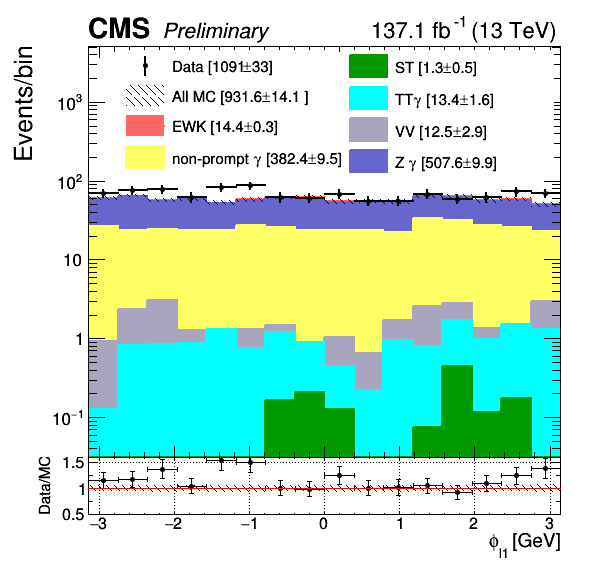 CMS Preliminary 137.1 fb⁻¹ (13 TeV)
Events/bin
Data [1091±33]
ST [1.3±0.5]
All MC [931.6±14.1 ]
TTγ [13.4±1.6]
EWK [14.4±0.3]
VV [12.5±2.9]
non-prompt γ [382.4±9.5]
Z γ [507.6±9.9]
10³
10²
10
1
10⁻¹
Data/MC
1.5
1
0.5
−3 −2 −1 0 1 2 3
ϕ_l1 [GeV]